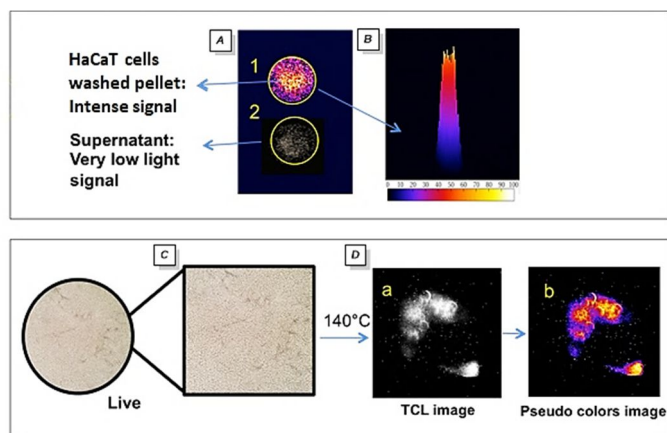 A
B
HaCaT cells
washed pellet:
Intense signal
1
2
Supernatant:
Very low light
signal
0 10 20 30 40 50 60 70 80 90 100
C
D
Live
140°C
a
b
TCL image
Pseudo colors image